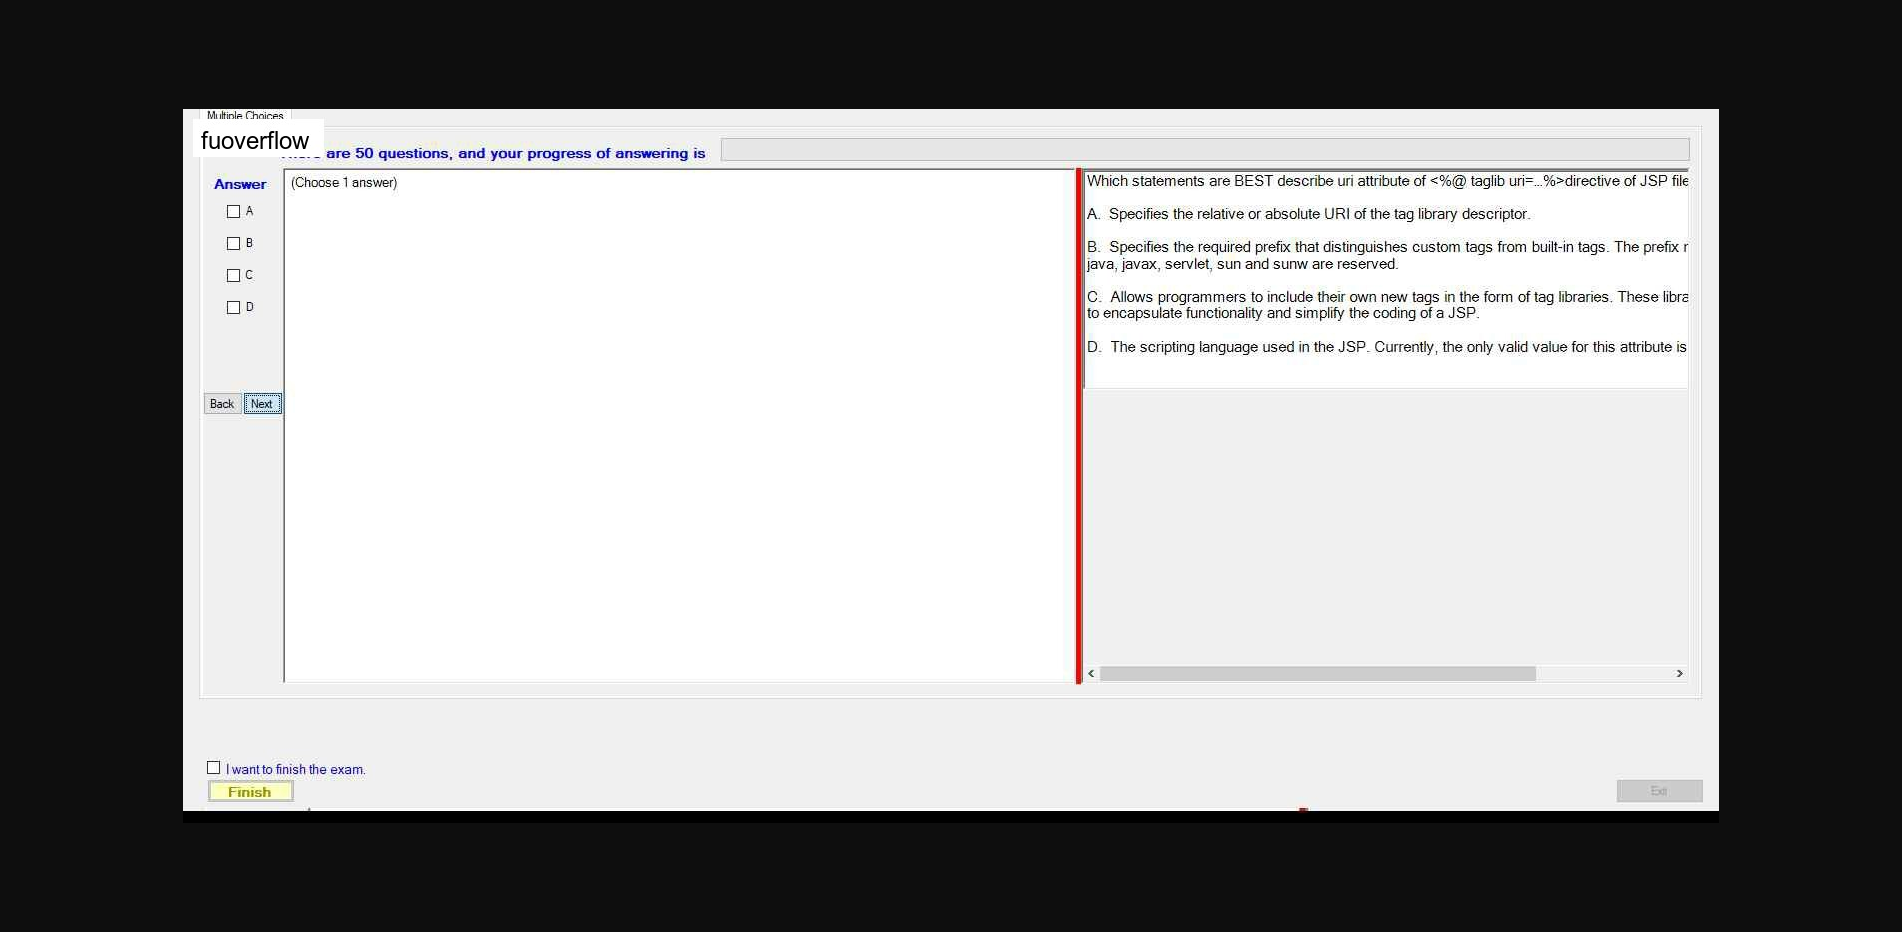 Multiple Choices
fuoverflow
are 50 questions, and your progress of answering is
Answer
A
B
C
D
Back Next
(Choose 1 answer)
Which statements are BEST describe uri attribute of <%@ taglib uri=...%>directive of JSP file
A. Specifies the relative or absolute URI of the tag library descriptor.
B. Specifies the required prefix that distinguishes custom tags from built-in tags. The prefix
java, javax, servlet, sun and sunw are reserved.
C. Allows programmers to include their own new tags in the form of tag libraries. These libra
to encapsulate functionality and simplify the coding of a JSP.
D. The scripting language used in the JSP. Currently, the only valid value for this attribute is
I want to finish the exam.
Finish
Exit